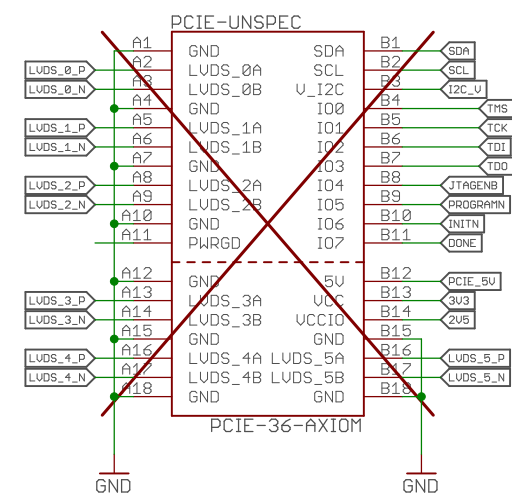 PCIE-UNSPEC
A1 GND SDA B1 SDA
LVDS_0_P A2 LVDS_0A SCL B2 SCL
LVDS_0_N A3 LVDS_0B V_I2C B3 I2C_V
A4 GND IO0 B4 TMS
LVDS_1_P A5 LVDS_1A IO1 B5 TCK
LVDS_1_N A6 LVDS_1B IO2 B6 TDI
A7 GND IO3 B7 TDO
LVDS_2_P A8 LVDS_2A IO4 B8 JTAGENB
LVDS_2_N A9 LVDS_2B IO5 B9 PROGRAMN
A10 GND IO6 B10 INITN
A11 PWRGD IO7 B11 DONE
A12 GND 5V B12 PCIE_5V
LVDS_3_P A13 LVDS_3A VCC B13 3V3
LVDS_3_N A14 LVDS_3B VCCIO B14 2V5
A15 GND GND B15
LVDS_4_P A16 LVDS_4A LVDS_5A B16 LVDS_5_P
LVDS_4_N A17 LVDS_4B LVDS_5B B17 LVDS_5_N
A18 GND GND B18
PCIE-36-AXIOM
GND GND